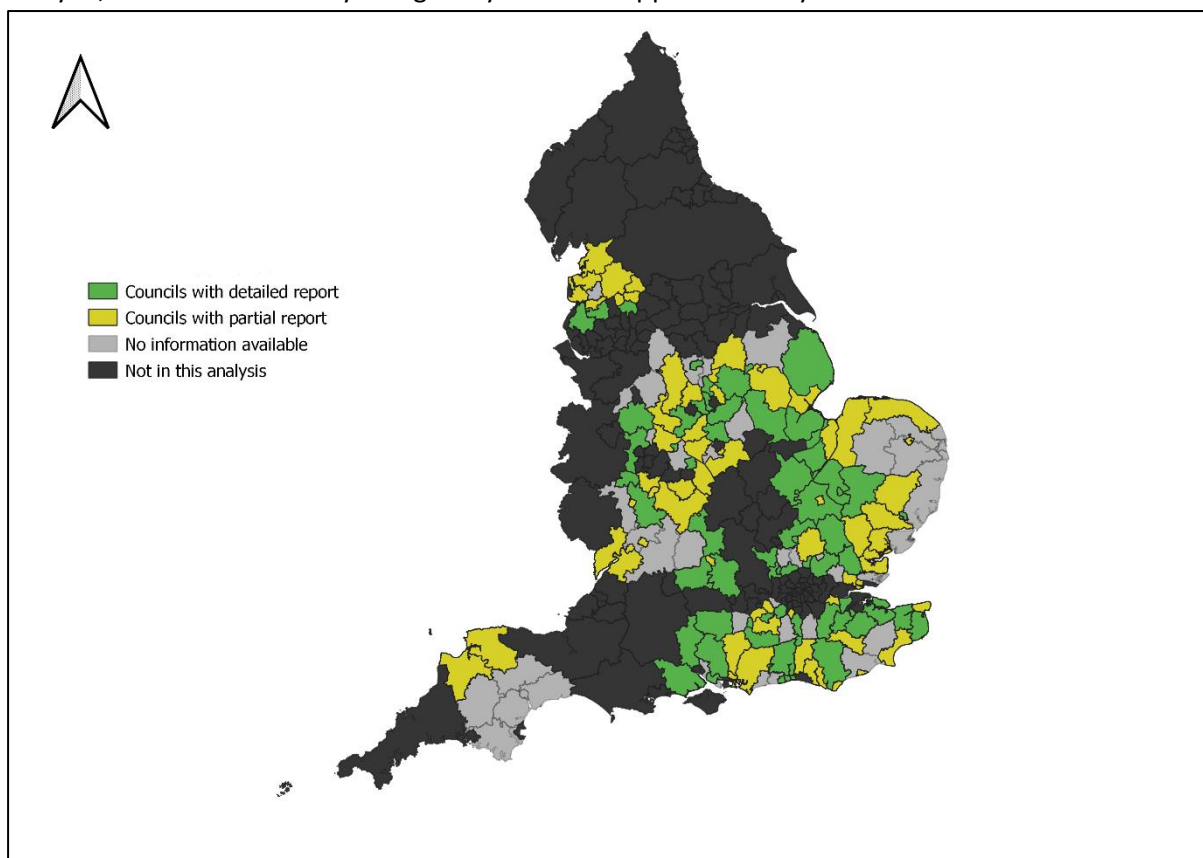 Councils with detailed report
Councils with partial report
No information available
Not in this analysis